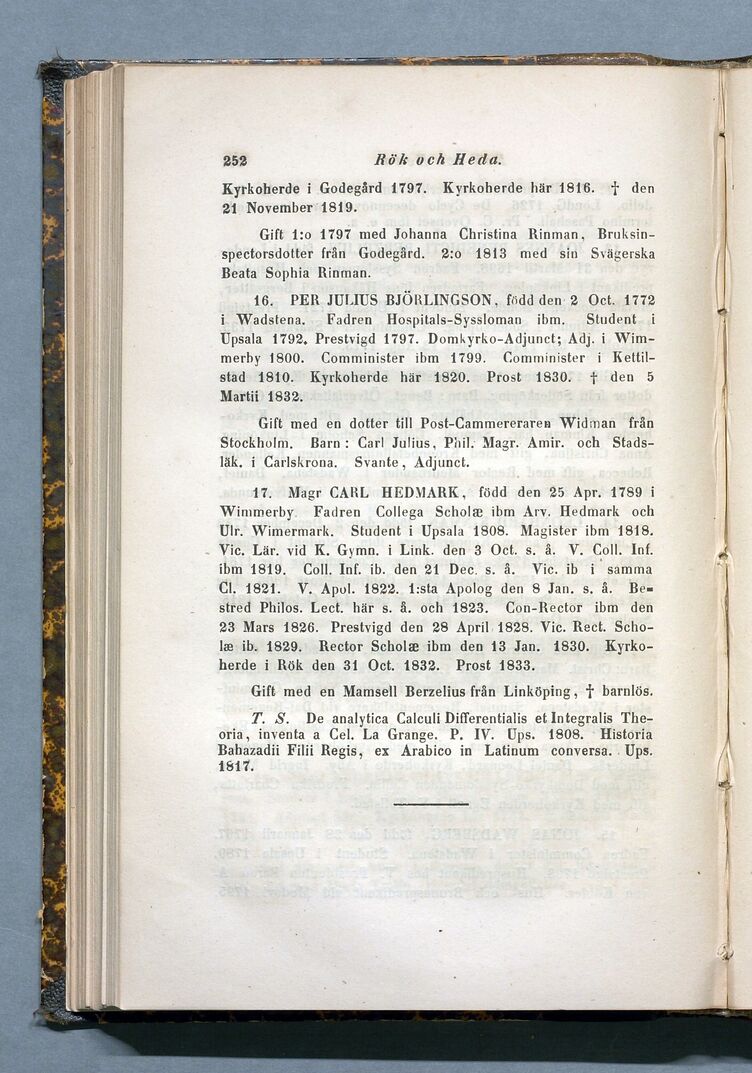 252 Rök och Heda.
Kyrkoherde i Godegård 1797. Kyrkoherde här 1816. † den
21 November 1819.
Gift 1:o 1797 med Johanna Christina Rinman, Bruksin-
spectorsdotter från Godegård. 2:o 1813 med sin Svägerska
Beata Sophia Rinman.
16. PER JULIUS BJÖRLINGSON, född den 2 Oct. 1772
i Wadstena. Fadren Hospitals-Syssloman ibm. Student i
Upsala 1792. Prestvigd 1797. Domkyrko-Adjunct; Adj. i Wim-
merby 1800. Comminister ibm 1799. Comminister i Kettil-
stad 1810. Kyrkoherde här 1820. Prost 1830. † den 5
Martii 1832.
Gift med en dotter till Post-Cammereraren Widman från
Stockholm. Barn: Carl Julius, Phil. Magr. Amir. och Stads-
läk. i Carlskrona. Svante, Adjunct.
17. Magr CARL HEDMARK, född den 25 Apr. 1789 i
Wimmerby. Fadren Collega Scholæ ibm Arv. Hedmark och
Ulr. Wimermark. Student i Upsala 1808. Magister ibm 1818.
Vic. Lär. vid K. Gymn. i Link. den 3 Oct. s. å. V. Coll. Inf.
ibm 1819. Coll. Inf. ib. den 21 Dec. s. å. Vic. ib i samma
Cl. 1821. V. Apol. 1822. 1:sta Apolog den 8 Jan. s. å. Be-
stred Philos. Lect. här s. å. och 1823. Con-Rector ibm den
23 Mars 1826. Prestvigd den 28 April 1828. Vic. Rect. Scho-
læ ib. 1829. Rector Scholæ ibm den 13 Jan. 1830. Kyrko-
herde i Rök den 31 Oct. 1832. Prost 1833.
Gift med en Mamsell Berzelius från Linköping, † barnlös.
T. S. De analytica Calculi Differentialis et Integralis The-
oria, inventa a Cel. La Grange. P. IV. Ups. 1808. Historia
Bahazadii Filii Regis, ex Arabico in Latinum conversa. Ups.
1817.